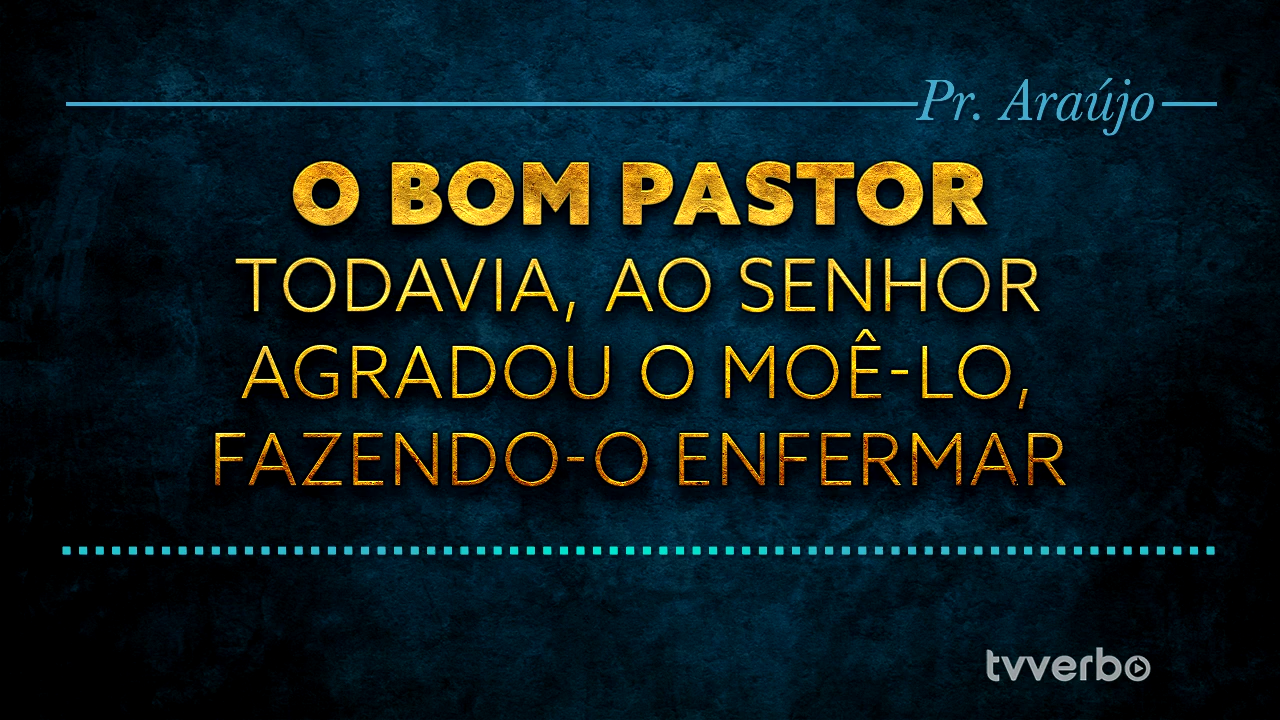 Pr. Araújo
O BOM PASTOR
TODAVIA, AO SENHOR
AGRADOU O MOÊ-LO,
FAZENDO-O ENFERMAR
tvverbo